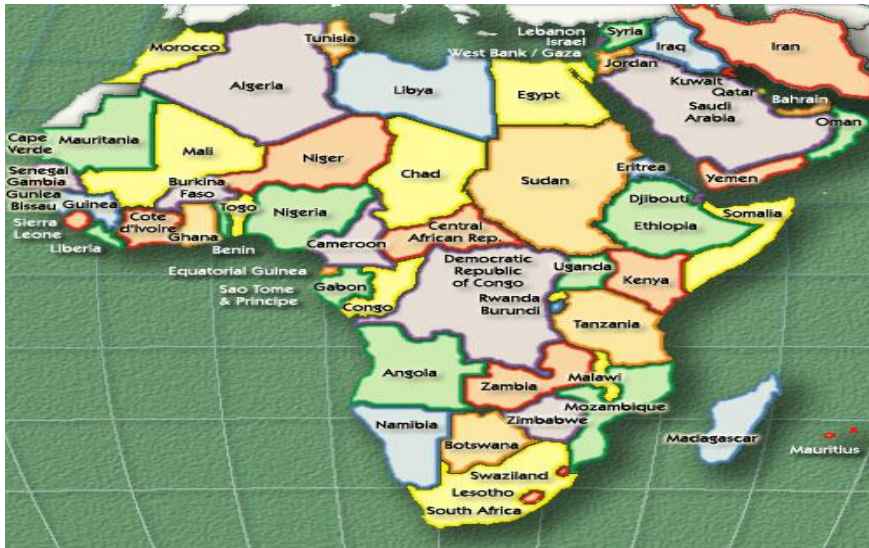 Lebanon
Israel
West Bank / Gaza
Syria
Iraq
Iran
Jordan
Kuwait
Qatar
Bahrain
Saudi
Arabia
Oman
Yemen
Morocco
Tunisia
Algeria
Libya
Egypt
Cape
Verde
Mauritania
Mali
Niger
Chad
Sudan
Eritrea
Djibouti
Ethiopia
Somalia
Senegal
Gambia
Guniea
Bissau
Guinea
Sierra
Leone
Liberia
Cote
d'Ivoire
Burkina
Faso
Ghana
Togo
Benin
Nigeria
Cameroon
Central
African Rep.
Equatorial Guinea
Sao Tome
& Principe
Gabon
Congo
Democratic
Republic
of Congo
Uganda
Kenya
Rwanda
Burundi
Tanzania
Angola
Zambia
Malawi
Mozambique
Zimbabwe
Namibia
Botswana
Madagascar
Mauritius
Swaziland
Lesotho
South Africa